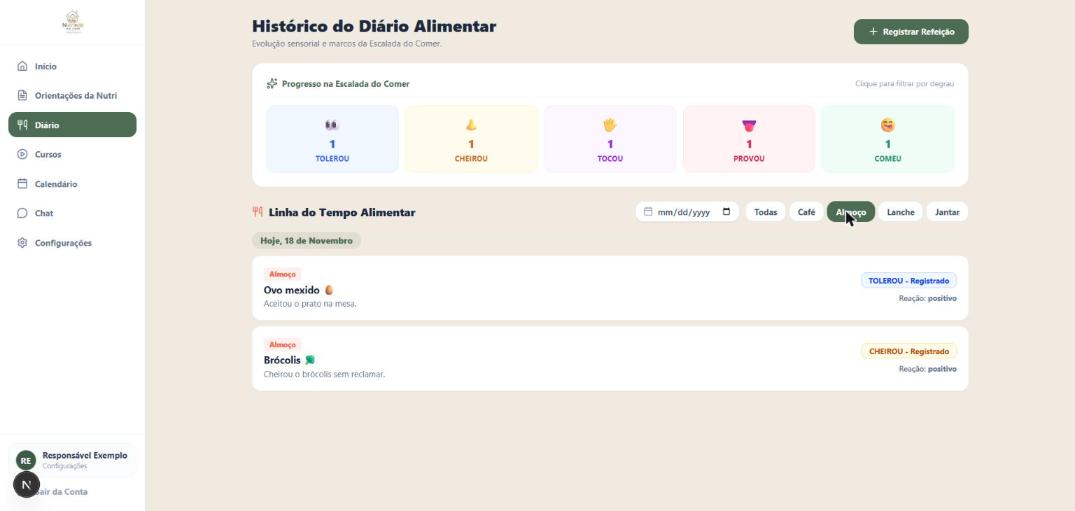 Início
Orientações da Nutri
Diário
Cursos
Calendário
Chat
Configurações
RE
Responsável Exemplo
Configurações
N
air da Conta
Histórico do Diário Alimentar
Evolução sensorial e marcos da Escalada do Comer.
+ Registrar Refeição
Progresso na Escalada do Comer
Clique para filtrar por degrau
1
TOLEROU
1
CHEIROU
1
TOCOU
1
PROVOU
1
COMEU
Linha do Tempo Alimentar
mm/dd/yyyy
Todas
Café
Almoço
Lanche
Jantar
Hoje, 18 de Novembro
Almoço
Ovo mexido
Aceitou o prato na mesa.
TOLEROU - Registrado
Reação: positivo
Almoço
Brócolis
Cheirou o brócolis sem reclamar.
CHEIROU - Registrado
Reação: positivo